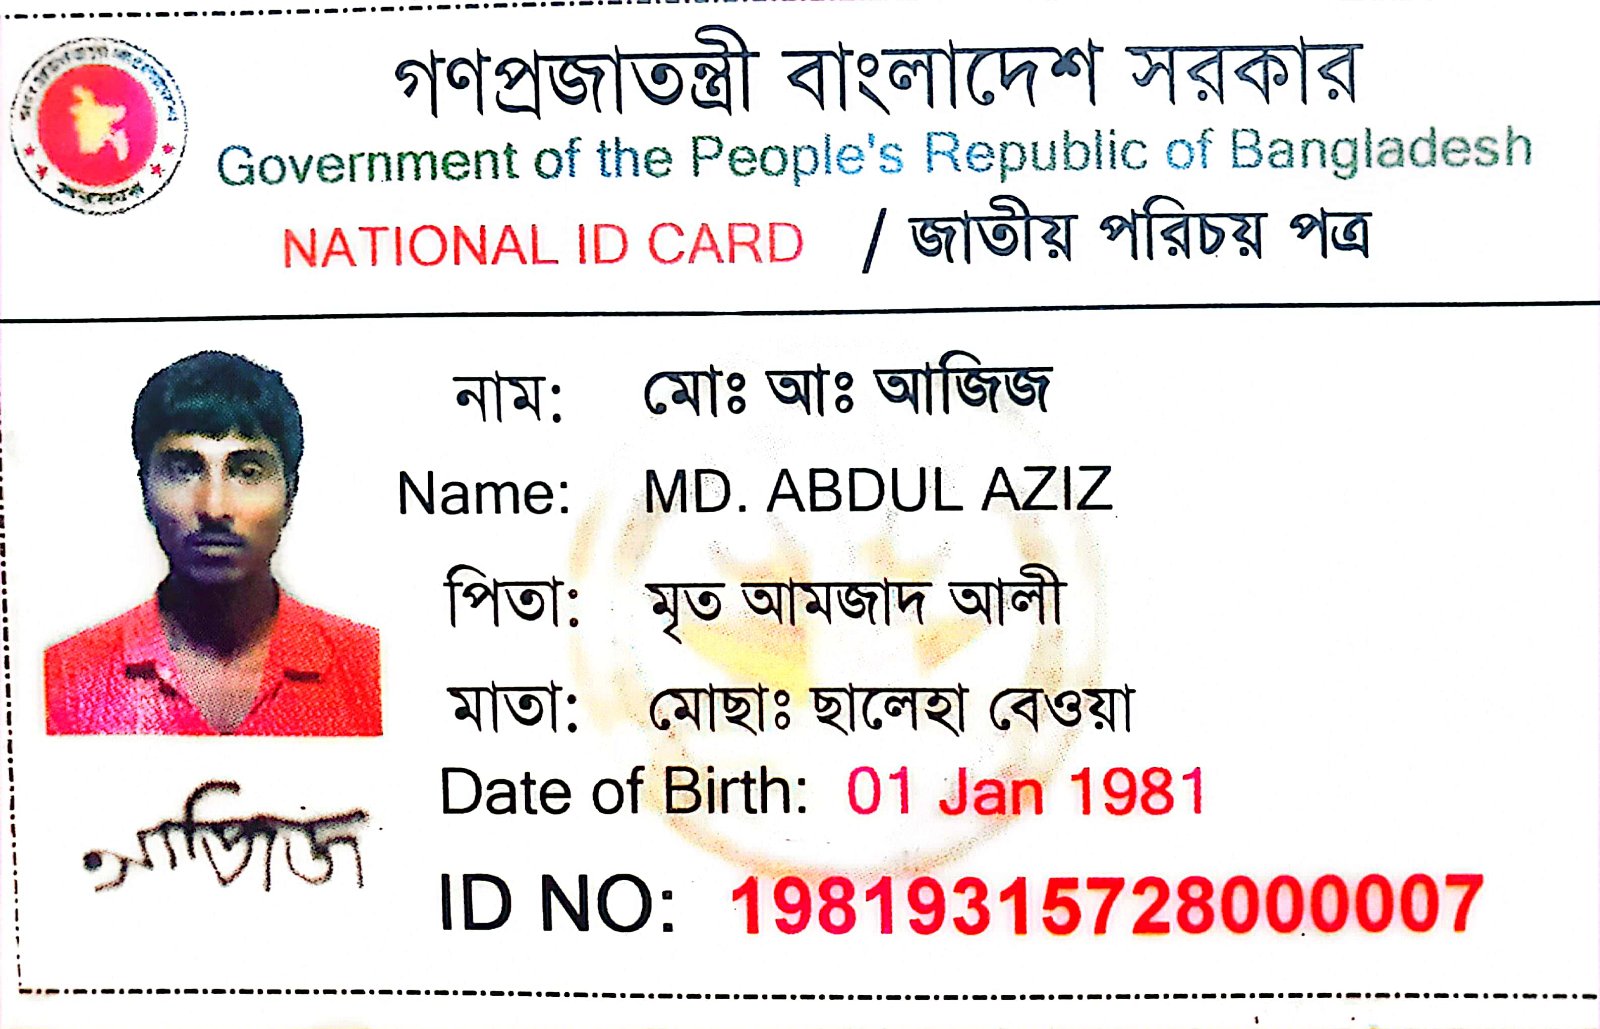 গণপ্রজাতন্ত্রী বাংলাদেশ সরকার
Government of the People's Republic of Bangladesh
NATIONAL ID CARD / জাতীয় পরিচয় পত্র
নাম: মোঃ আঃ আজিজ
Name: MD. ABDUL AZIZ
পিতা: মৃত আমজাদ আলী
মাতা: মোছাঃ ছালেহা বেওয়া
Date of Birth: 01 Jan 1981
ID NO: 19819315728000007
আজিজ